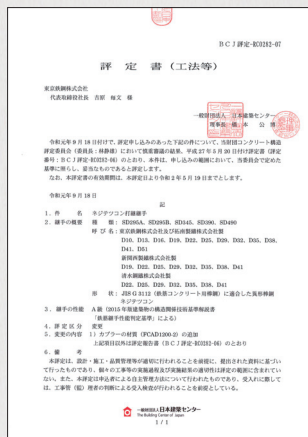 BCJ評定-RC0282-07
評 定 書（工法等）
東京鉄鋼株式会社
代表取締役社長 吉原 毎文 様
一般財団法人 日本建築センター
理事長 橋 本 公 博
令和元年9月18日付けで、評定申し込みのあった下記の件について、当財団コンクリート構造
評定委員会（委員長：林静雄）において慎重審議の結果、平成27年5月20日付け評定書（評定
番号：BCJ評定-RC0282-06）のとおり、本件は、申し込みの範囲において、当委員会で定めた
基準に照らし、妥当なものであると評定します。
なお、本評定書の有効期間は、本評定日より令和2年5月19日までとします。
令和元年9月18日
記
1．件 名 ネジテツコン打継継手
2．継手の概要 種 類：SD295A、SD295B、SD345、SD390、SD490
呼 び 名：東京鉄鋼株式会社及び拓南製鐵株式会社製
D10、D13、D16、D19、D22、D25、D29、D32、D35、D38、
D41、D51
新関西製鐵株式会社製
D19、D22、D25、D29、D32、D35、D38、D41
清水鋼鐵株式会社製
D22、D25、D29、D32、D35、D38、D41
形 状：JIS G 3112（鉄筋コンクリート用棒鋼）に適合した異形棒鋼
ネジテツコン
3．継手の性能 A級（2015年版建築物の構造関係技術基準解説書
「鉄筋継手性能判定基準」による）
4．評定区分 変更
5．変更の内容 1）カプラーの材質（FCAD1200-2）の追加
上記項目以外は評定報告書（BCJ評定-RC0282-06）のとおり
6．備 考
本評定は、設計・施工・品質管理等が適切に行われることを前提に、提出された資料に基づい
て行ったものであり、個々の工事等の実施過程及び実施結果の適切性は評定の範囲に含まれてい
ない。また、本評定は申込者による自主管理方法について行われたものであり、受入れに際して
は、工事管（監）理者の判断による受入検査が行われることを前提としている。
一般財団法人日本建築センター
The Building Center of Japan
1 / 1